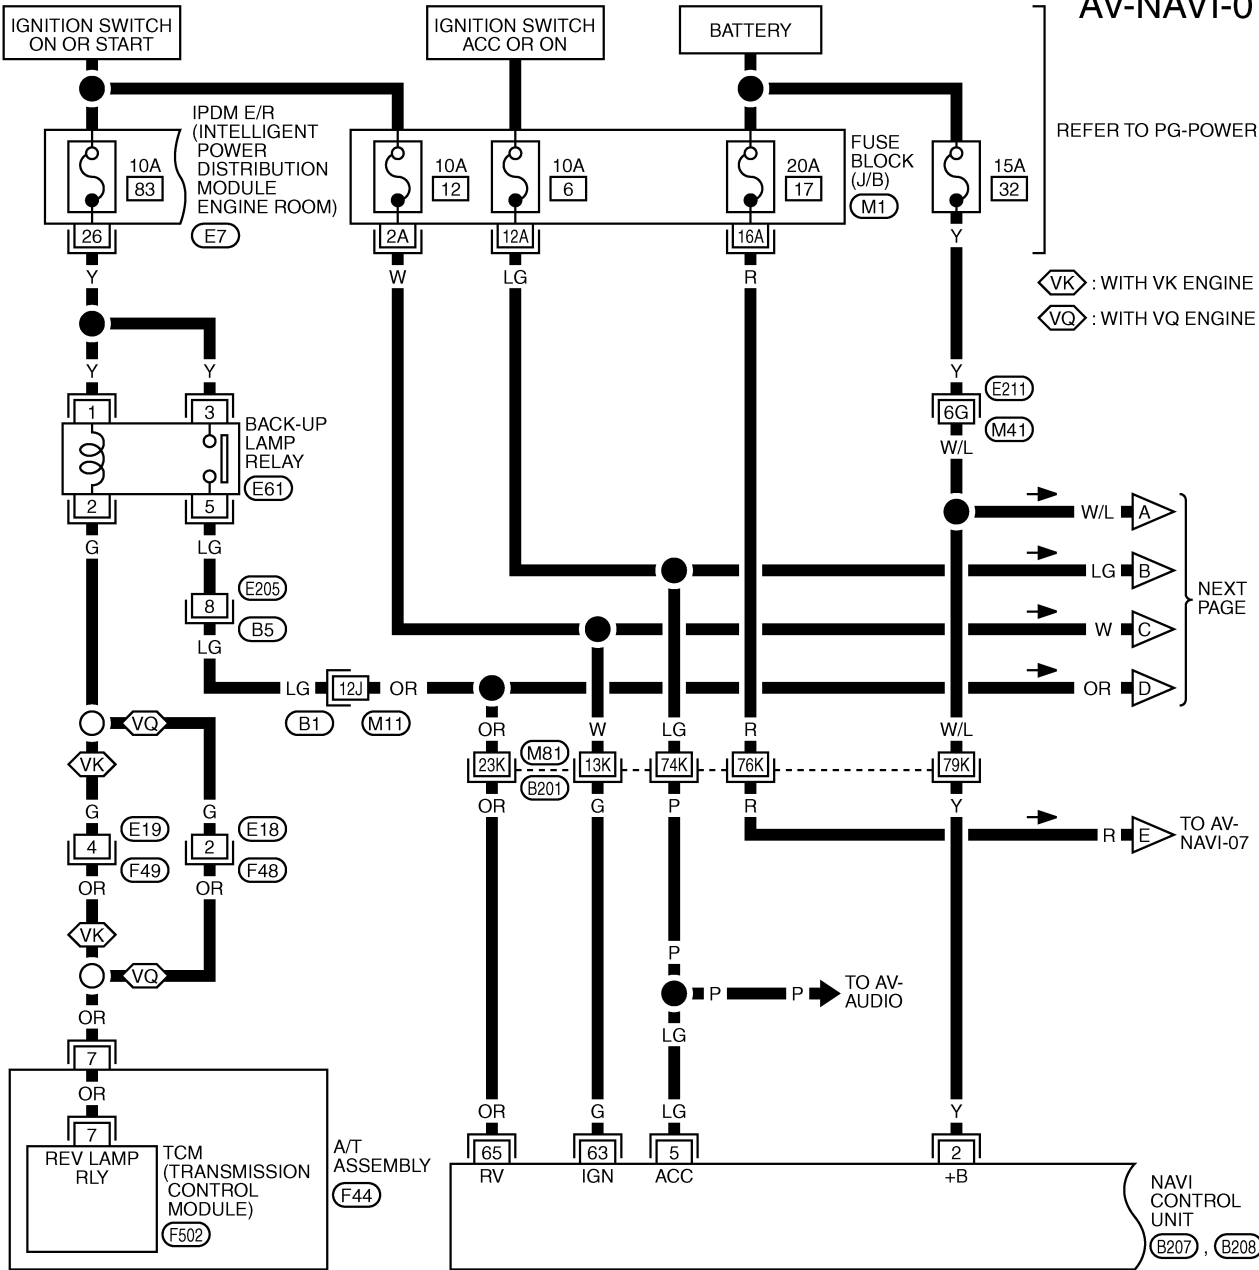 AV-NAVI-0
IGNITION SWITCH
ON OR START
IGNITION SWITCH
ACC OR ON
BATTERY
REFER TO PG-POWER
IPDM E/R
(INTELLIGENT
POWER
DISTRIBUTION
MODULE
ENGINE ROOM)
E7
10A
83
10A
12
10A
6
20A
17
FUSE
BLOCK
(J/B)
M1
15A
32
26
2A
12A
16A
Y
W
LG
R
Y
VK : WITH VK ENGINE
VQ : WITH VQ ENGINE
Y
Y
Y
1
3
BACK-UP
LAMP
RELAY
E61
E211
6G
M41
W/L
2
5
G
LG
W/L
A
LG
B
W
C
OR
D
NEXT
PAGE
E205
8
B5
LG
LG
12J
OR
B1
M11
VQ
VK
OR
W
LG
R
W/L
M81
23K
13K
74K
76K
79K
B201
OR
G
P
R
Y
R
E
TO AV-
NAVI-07
G
G
E19
E18
4
2
F49
F48
OR
OR
VK
VQ
OR
P
P
P
TO AV-
AUDIO
LG
7
OR
7
REV LAMP
RLY
TCM
(TRANSMISSION
CONTROL
MODULE)
F502
A/T
ASSEMBLY
F44
OR
G
LG
Y
65
63
5
2
RV
IGN
ACC
+B
NAVI
CONTROL
UNIT
B207 , B208